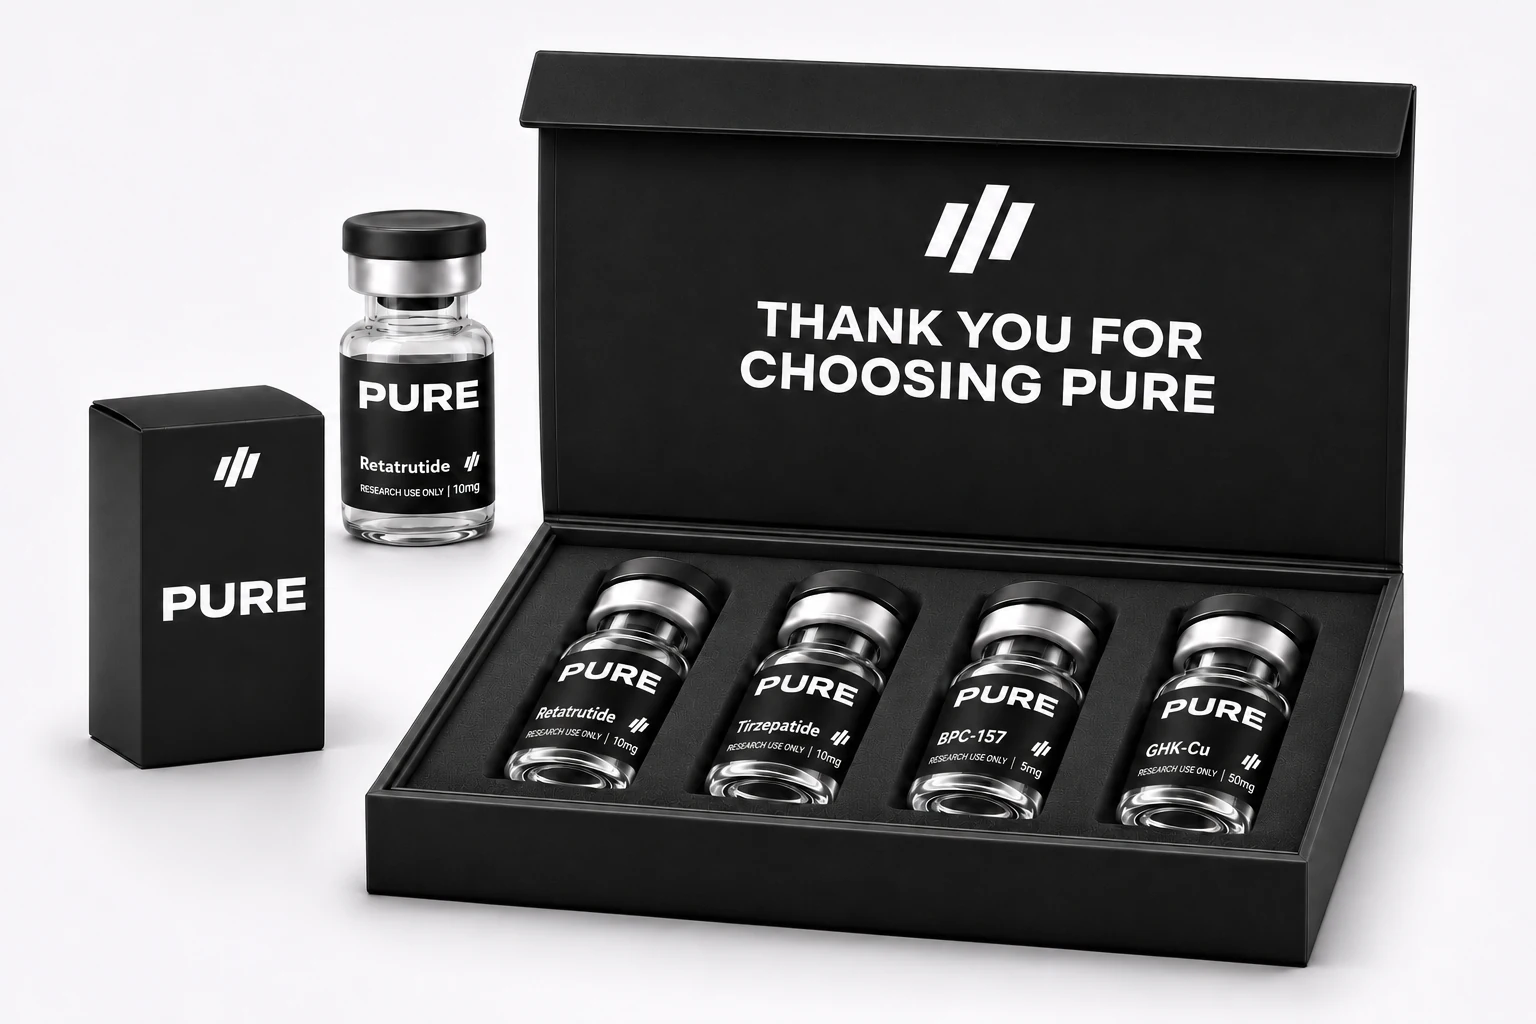 THANK YOU FOR
CHOOSING PURE
PURE
Retatrutide
RESEARCH USE ONLY | 10mg
PURE
PURE
Retatrutide
RESEARCH USE ONLY | 10mg
PURE
Tirzepatide
RESEARCH USE ONLY | 10mg
PURE
BPC-157
RESEARCH USE ONLY | 5mg
PURE
GHK-Cu
RESEARCH USE ONLY | 50mg